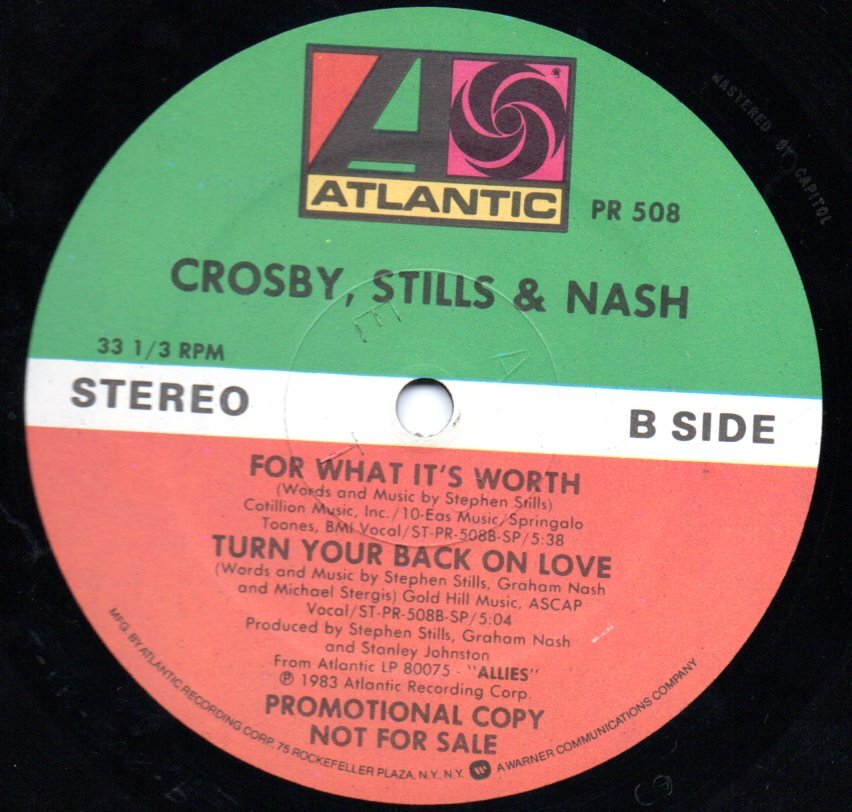 ATLANTIC
®
PR 508
MASTERED BY CAPITOL
CROSBY, STILLS & NASH
33 1/3 RPM
STEREO
B SIDE
FOR WHAT IT'S WORTH
(Words and Music by Stephen Stills)
Cotillion Music, Inc./10-Eas Music/Springalo
Toones, BMI Vocal/ST-PR-508B-SP/5:38
TURN YOUR BACK ON LOVE
(Words and Music by Stephen Stills, Graham Nash
and Michael Stergis) Gold Hill Music, ASCAP
Vocal/ST-PR-508B-SP/5:04
Produced by Stephen Stills, Graham Nash
and Stanley Johnston
From Atlantic LP 80075 - "ALLIES"
℗ 1983 Atlantic Recording Corp.
PROMOTIONAL COPY
NOT FOR SALE
MFG. BY ATLANTIC RECORDING CORP. 75 ROCKEFELLER PLAZA, N.Y. N.Y. A WARNER COMMUNICATIONS COMPANY